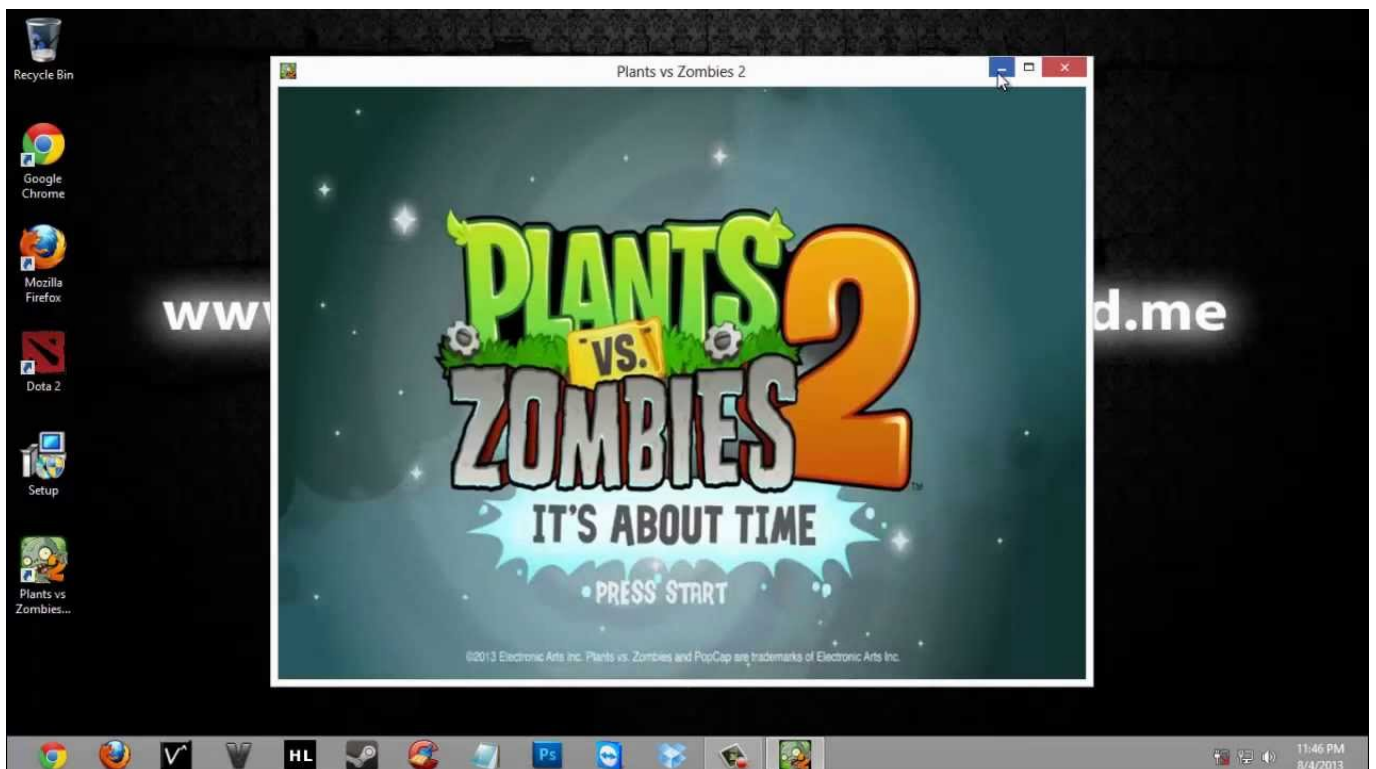 Recycle Bin
Google
Chrome
Mozilla
Firefox
Dota 2
Setup
Plants vs
Zombies...
www
d.me
Plants vs Zombies 2
PLANTS
VS.
ZOMBIES 2
TM
IT'S ABOUT TIME
PRESS START
©2013 Electronic Arts Inc. Plants vs. Zombies and PopCap are trademarks of Electronic Arts Inc.
HL
Ps
11:46 PM
8/4/2013